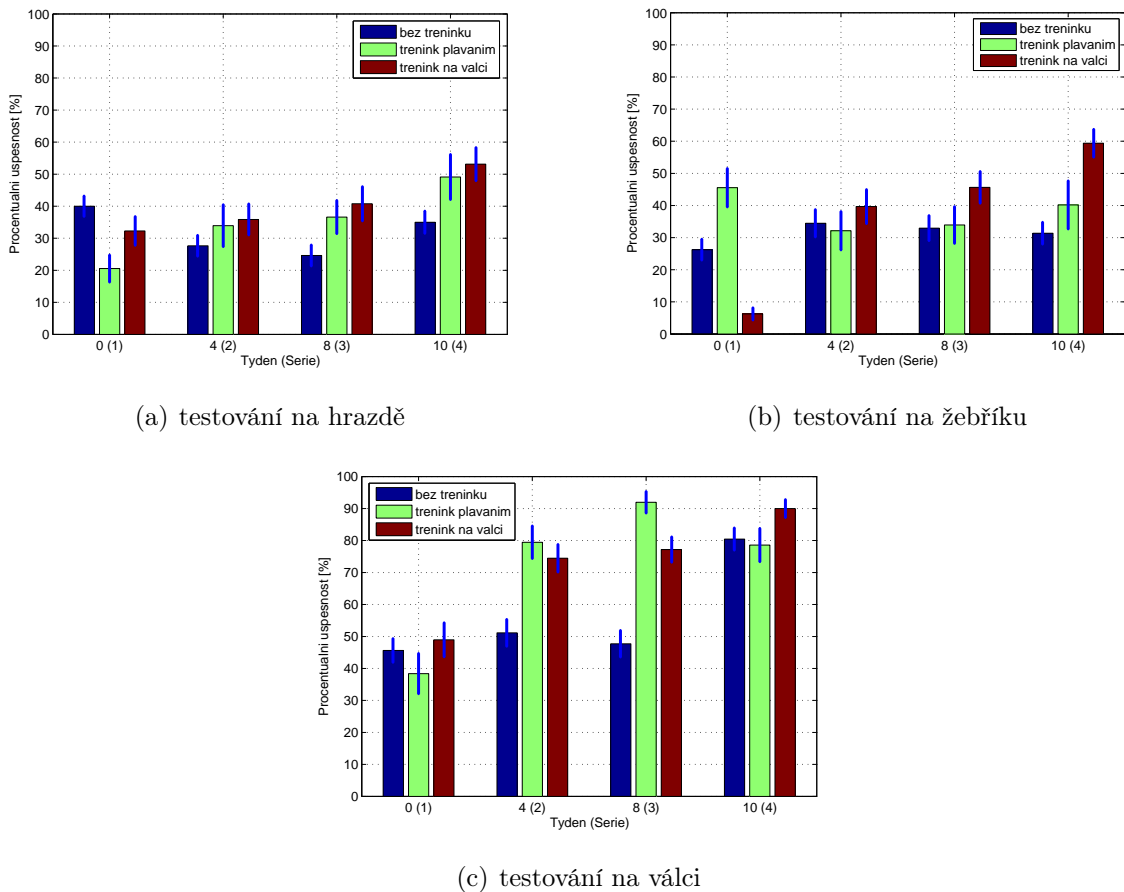 Procentualni uspesnost [%]
100
90
80
70
60
50
40
30
20
10
0
bez treninku
trenink plavanim
trenink na valci
0 (1) 4 (2) 8 (3) 10 (4)
Tyden (Serie)
(a) testování na hrazdě
Procentualni uspesnost [%]
100
90
80
70
60
50
40
30
20
10
0
bez treninku
trenink plavanim
trenink na valci
0 (1) 4 (2) 8 (3) 10 (4)
Tyden (Serie)
(b) testování na žebříku
Procentualni uspesnost [%]
100
90
80
70
60
50
40
30
20
10
0
bez treninku
trenink plavanim
trenink na valci
0 (1) 4 (2) 8 (3) 10 (4)
Tyden (Serie)
(c) testování na válci